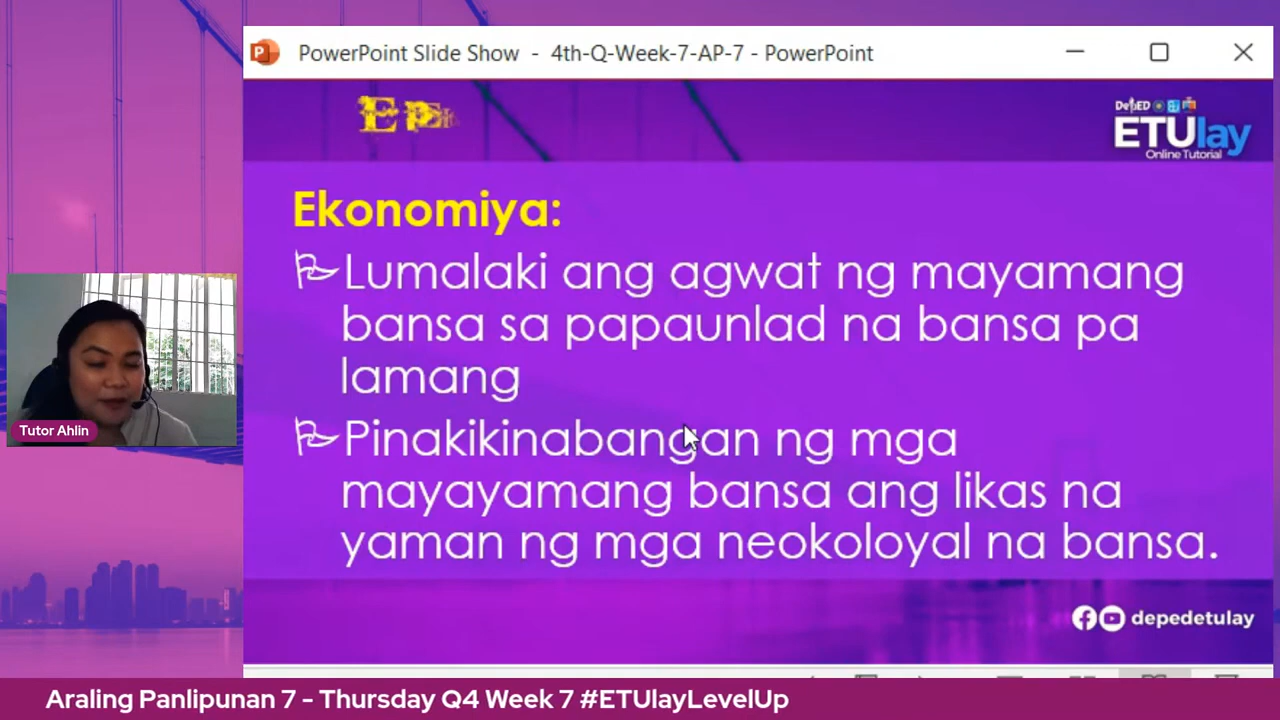 PowerPoint Slide Show - 4th-Q-Week-7-AP-7 - PowerPoint
DepED
ETUlay
Online Tutorial
Ekonomiya:
Lumalaki ang agwat ng mayamang
bansa sa papaunlad na bansa pa
lamang
Pinakikinabangan ng mga
mayayamang bansa ang likas na
yaman ng mga neokoloyal na bansa.
Tutor Ahlin
depedetulay
Araling Panlipunan 7 - Thursday Q4 Week 7 #ETUlayLevelUp